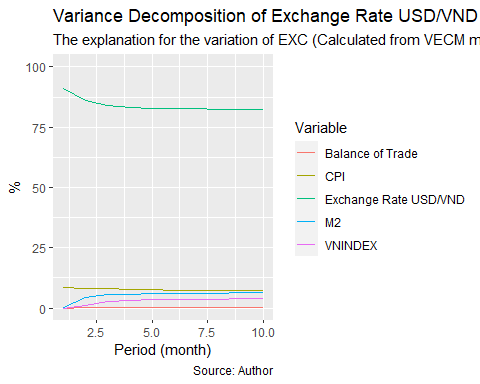 Variance Decomposition of Exchange Rate USD/VND
The explanation for the variation of EXC (Calculated from VECM m
100
75
50
25
0
%
2.5 5.0 7.5 10.0
Period (month)
Source: Author
Variable
Balance of Trade
CPI
Exchange Rate USD/VND
M2
VNINDEX